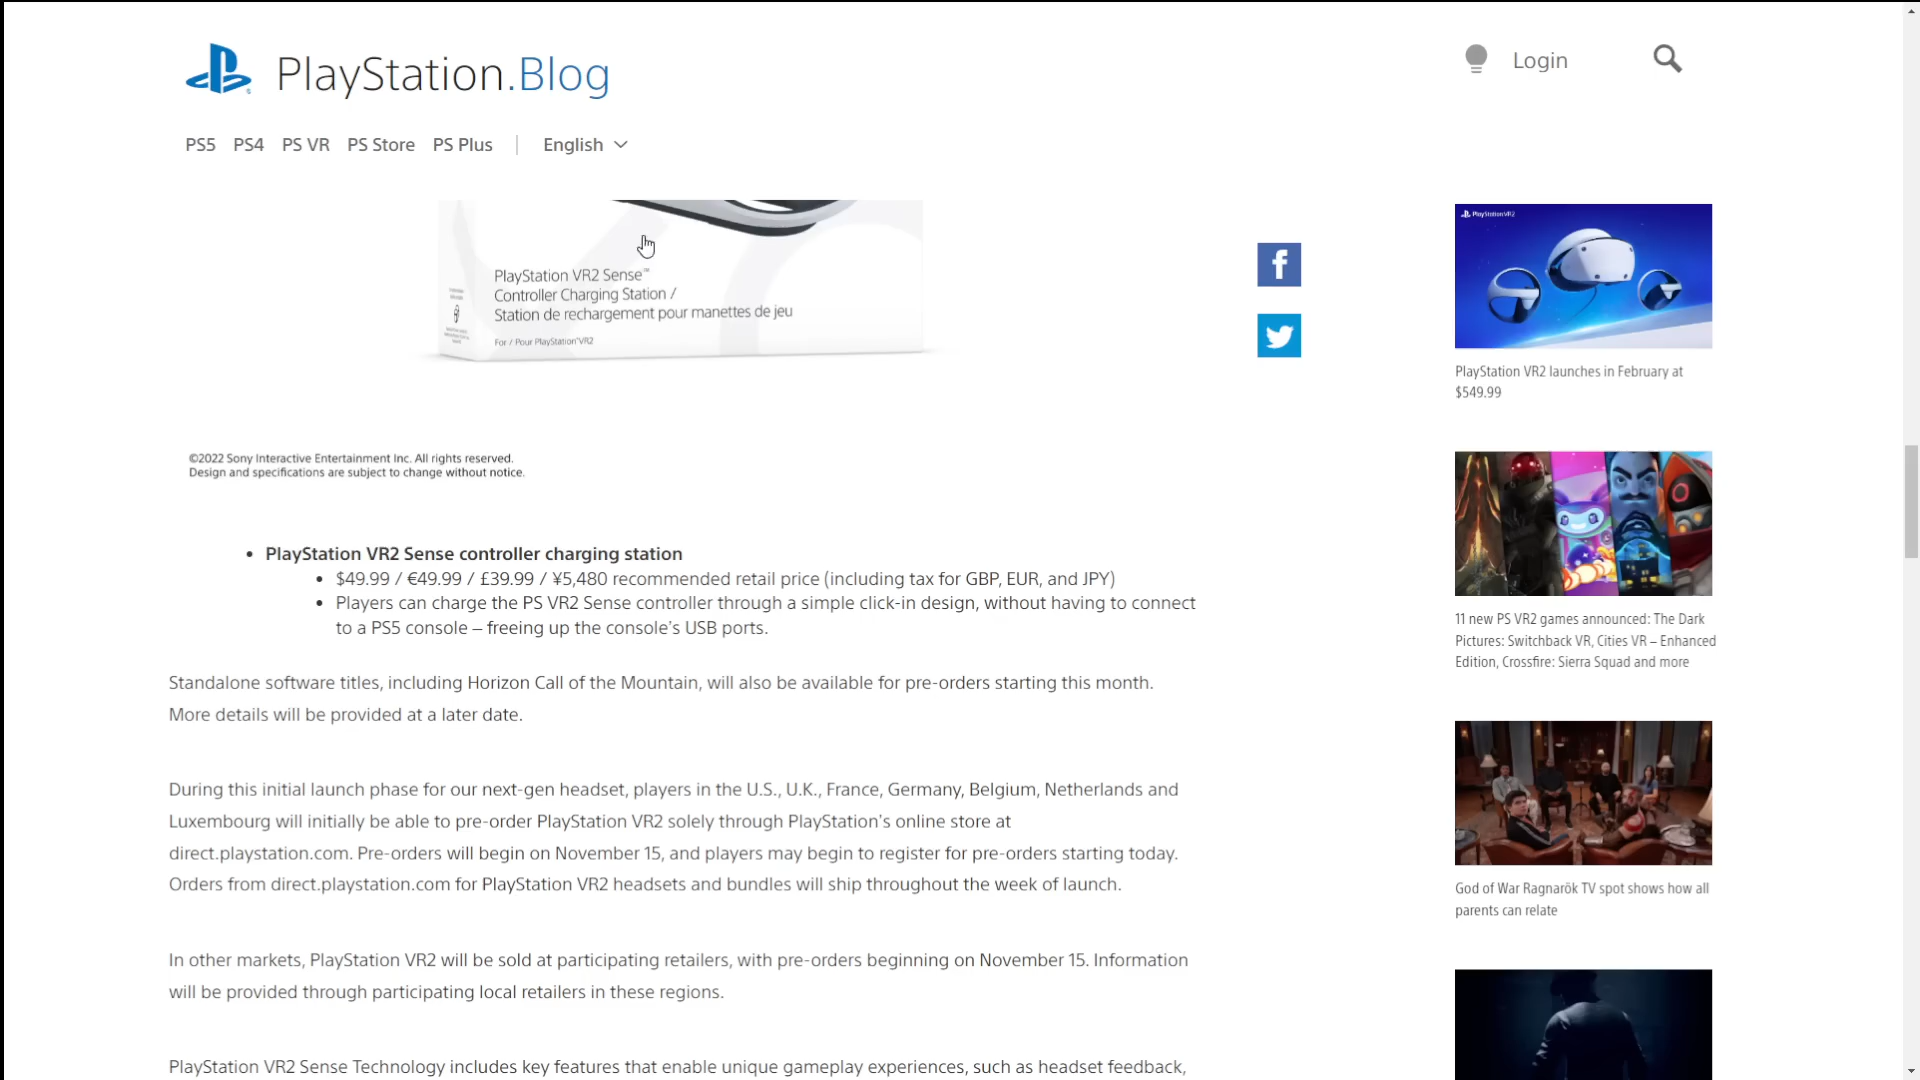 PlayStation.Blog
Login
PS5 PS4 PS VR PS Store PS Plus English
PlayStation VR2 Sense™
Controller Charging Station /
Station de rechargement pour manettes de jeu
For / Pour PlayStation®VR2
©2022 Sony Interactive Entertainment Inc. All rights reserved.
Design and specifications are subject to change without notice.
• PlayStation VR2 Sense controller charging station
• $49.99 / €49.99 / £39.99 / ¥5,480 recommended retail price (including tax for GBP, EUR, and JPY)
• Players can charge the PS VR2 Sense controller through a simple click-in design, without having to connect
to a PS5 console – freeing up the console’s USB ports.
Standalone software titles, including Horizon Call of the Mountain, will also be available for pre-orders starting this month.
More details will be provided at a later date.
During this initial launch phase for our next-gen headset, players in the U.S., U.K., France, Germany, Belgium, Netherlands and
Luxembourg will initially be able to pre-order PlayStation VR2 solely through PlayStation’s online store at
direct.playstation.com. Pre-orders will begin on November 15, and players may begin to register for pre-orders starting today.
Orders from direct.playstation.com for PlayStation VR2 headsets and bundles will ship throughout the week of launch.
In other markets, PlayStation VR2 will be sold at participating retailers, with pre-orders beginning on November 15. Information
will be provided through participating local retailers in these regions.
PlayStation VR2 Sense Technology includes key features that enable unique gameplay experiences, such as headset feedback,
PlayStation VR2
PlayStation VR2 launches in February at
$549.99
11 new PS VR2 games announced: The Dark
Pictures: Switchback VR, Cities VR – Enhanced
Edition, Crossfire: Sierra Squad and more
God of War Ragnarök TV spot shows how all
parents can relate